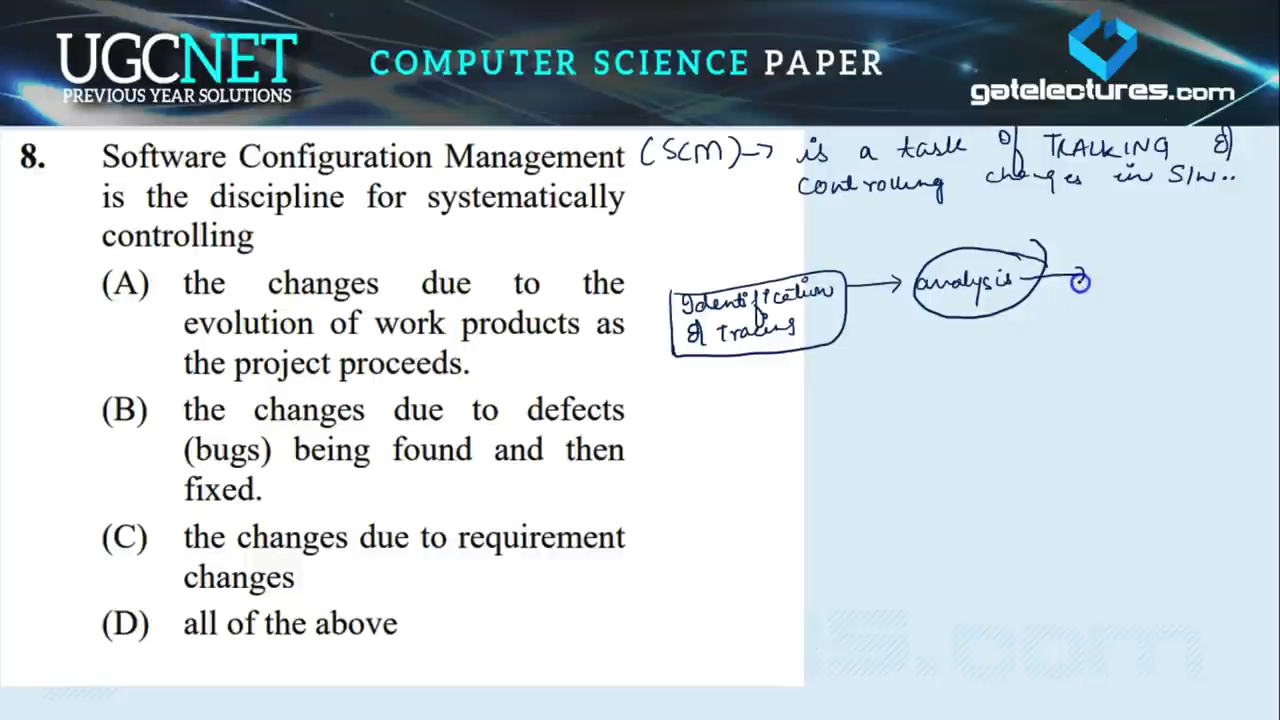 UGCNET
PREVIOUS YEAR SOLUTIONS
COMPUTER SCIENCE PAPER
gatelectures.com
8. Software Configuration Management
is the discipline for systematically
controlling
(A) the changes due to the
evolution of work products as
the project proceeds.
(B) the changes due to defects
(bugs) being found and then
fixed.
(C) the changes due to requirement
changes
(D) all of the above
(SCM) → is a task of TRACKING &
controlling changes in S/W..
Identification
&
analysis